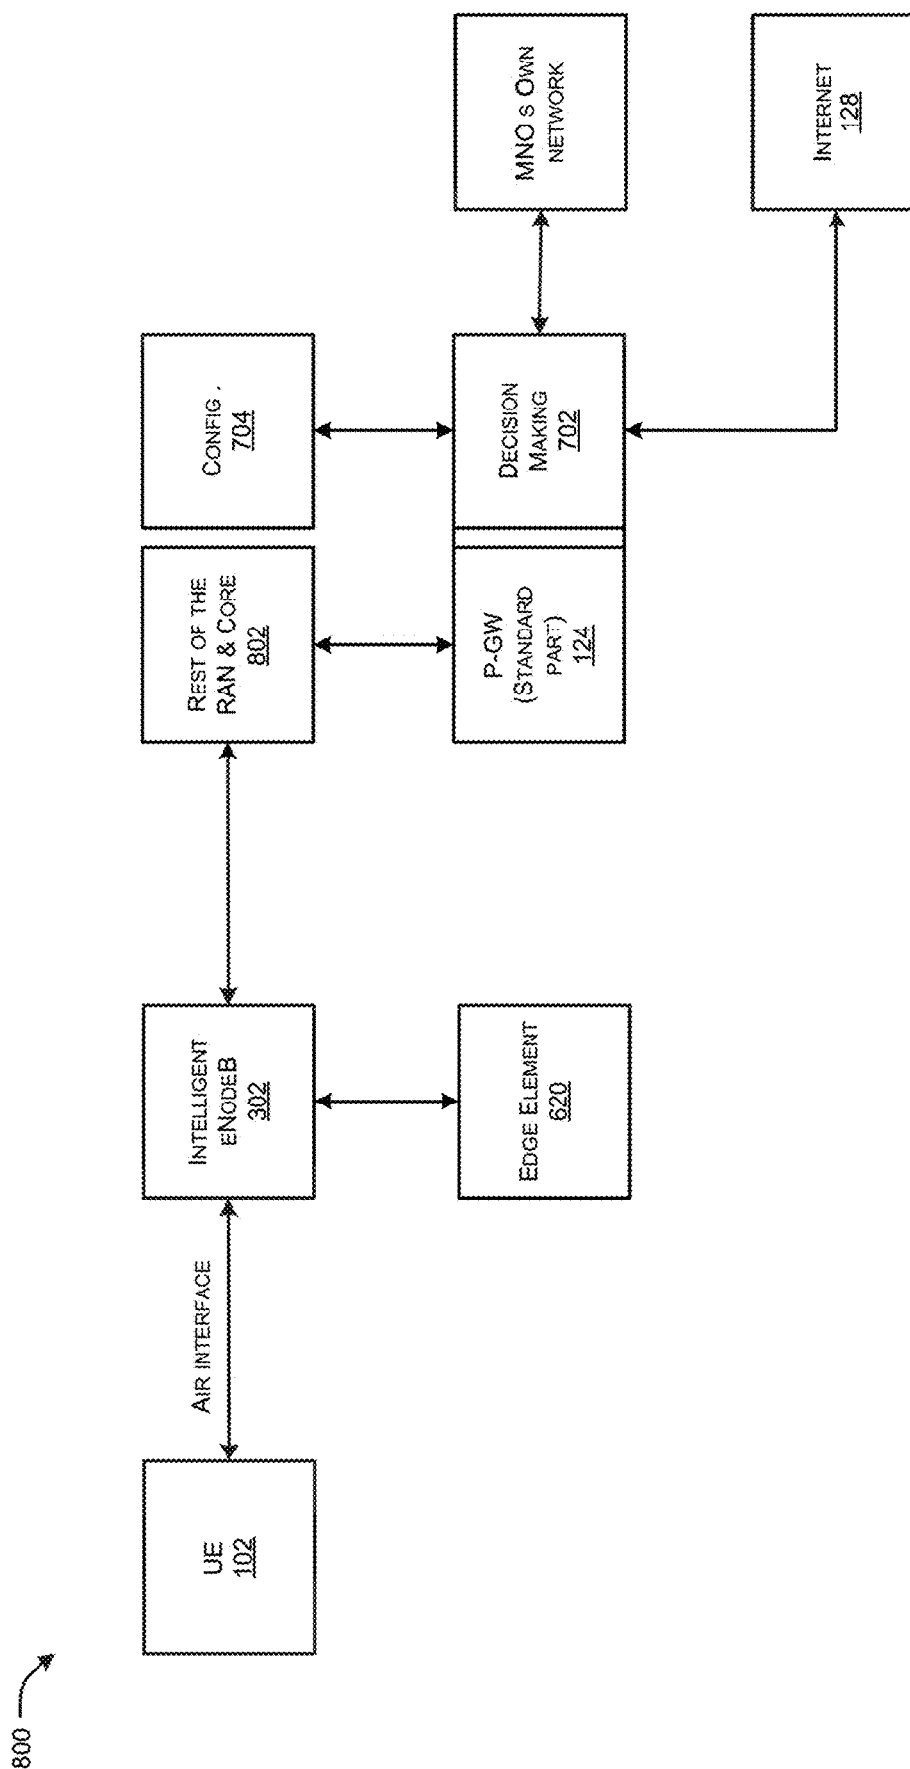 800
UE
102
AIR INTERFACE
INTELLIGENT
ENODEB
302
EDGE ELEMENT
620
REST OF THE
RAN & CORE
802
CONFIG .
704
P-GW
(STANDARD
PART)
124
DECISION
MAKING
702
MNO s OWN
NETWORK
INTERNET
128